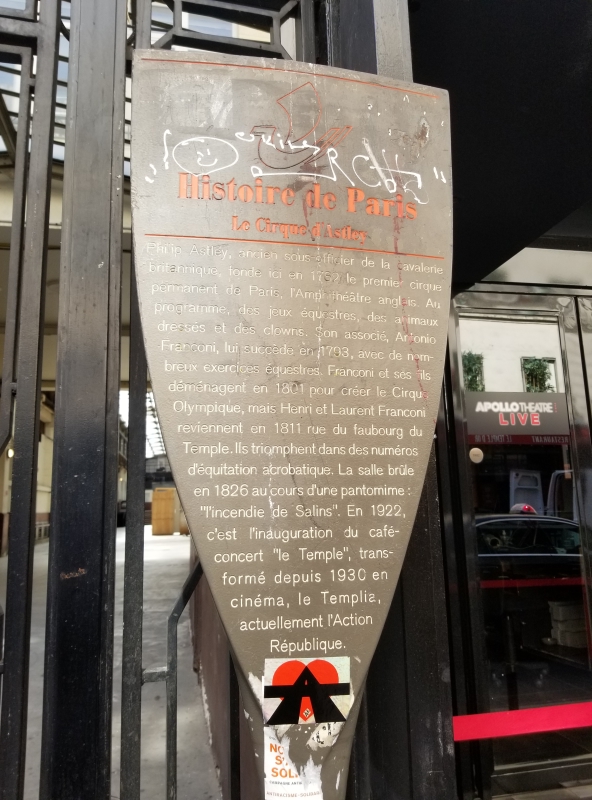 Histoire de Paris
Le Cirque d'Astley
Philip Astley, ancien sous-officier de la cavalerie
britannique, fonde ici en 1782 le premier cirque
permanent de Paris, l'Amphithéâtre anglais. Au
programme, des jeux équestres, des animaux
dressés et des clowns. Son associé, Antonio
Franconi, lui succède en 1793, avec de nom-
breux exercices équestres. Franconi et ses fils
déménagent en 1801 pour créer le Cirque
Olympique, mais Henri et Laurent Franconi
reviennent en 1811 rue du faubourg du
Temple. Ils triomphent dans des numéros
d'équitation acrobatique. La salle brûle
en 1826 au cours d'une pantomime :
"l'incendie de Salins". En 1922,
c'est l'inauguration du café-
concert "le Temple", trans-
formé depuis 1930 en
cinéma, le Templia,
actuellement l'Action
République.
APOLLO THEATRE
LIVE
NO
SOL